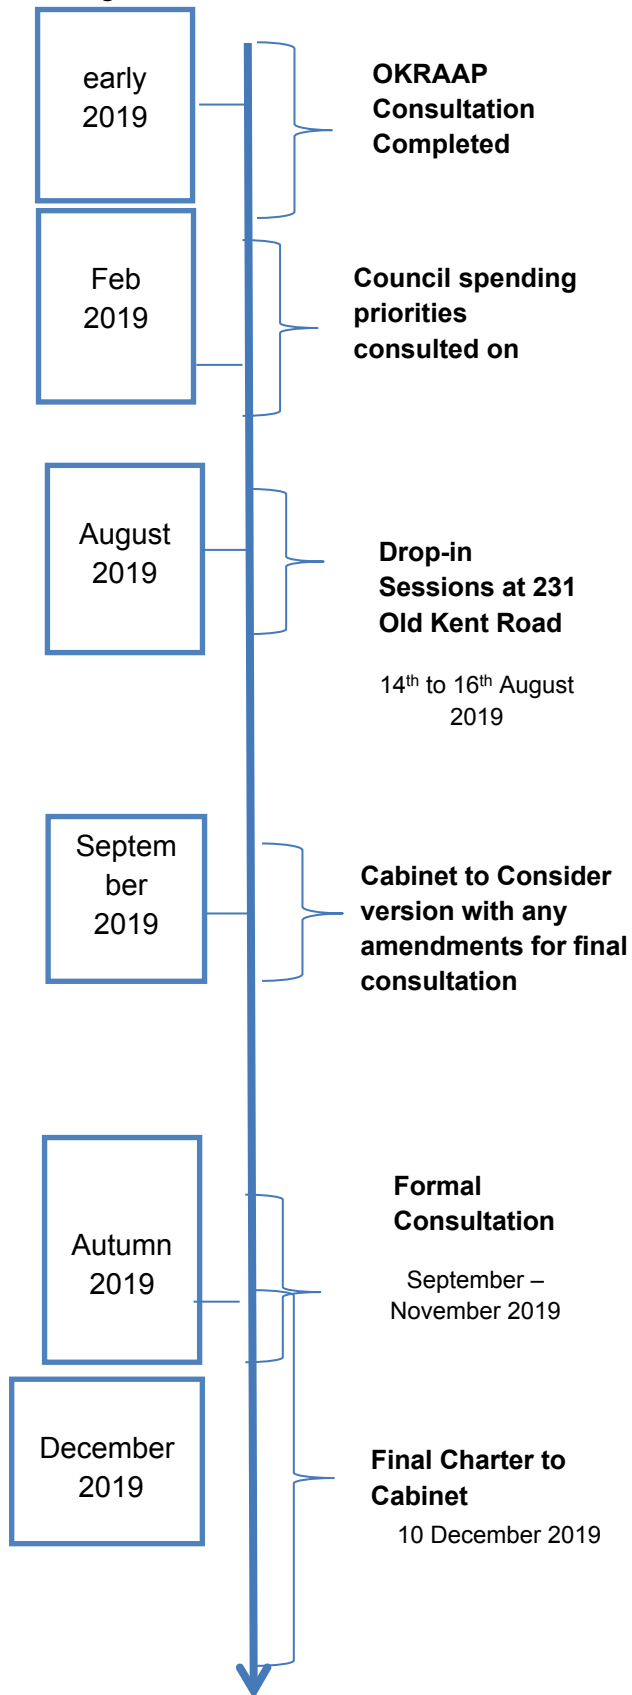 early
2019
OKRAAP
Consultation
Completed
Feb
2019
Council spending
priorities
consulted on
August
2019
Drop-in
Sessions at 231
Old Kent Road
14th to 16th August
2019
Septem
ber
2019
Cabinet to Consider
version with any
amendments for final
consultation
Autumn
2019
Formal
Consultation
September –
November 2019
December
2019
Final Charter to
Cabinet
10 December 2019